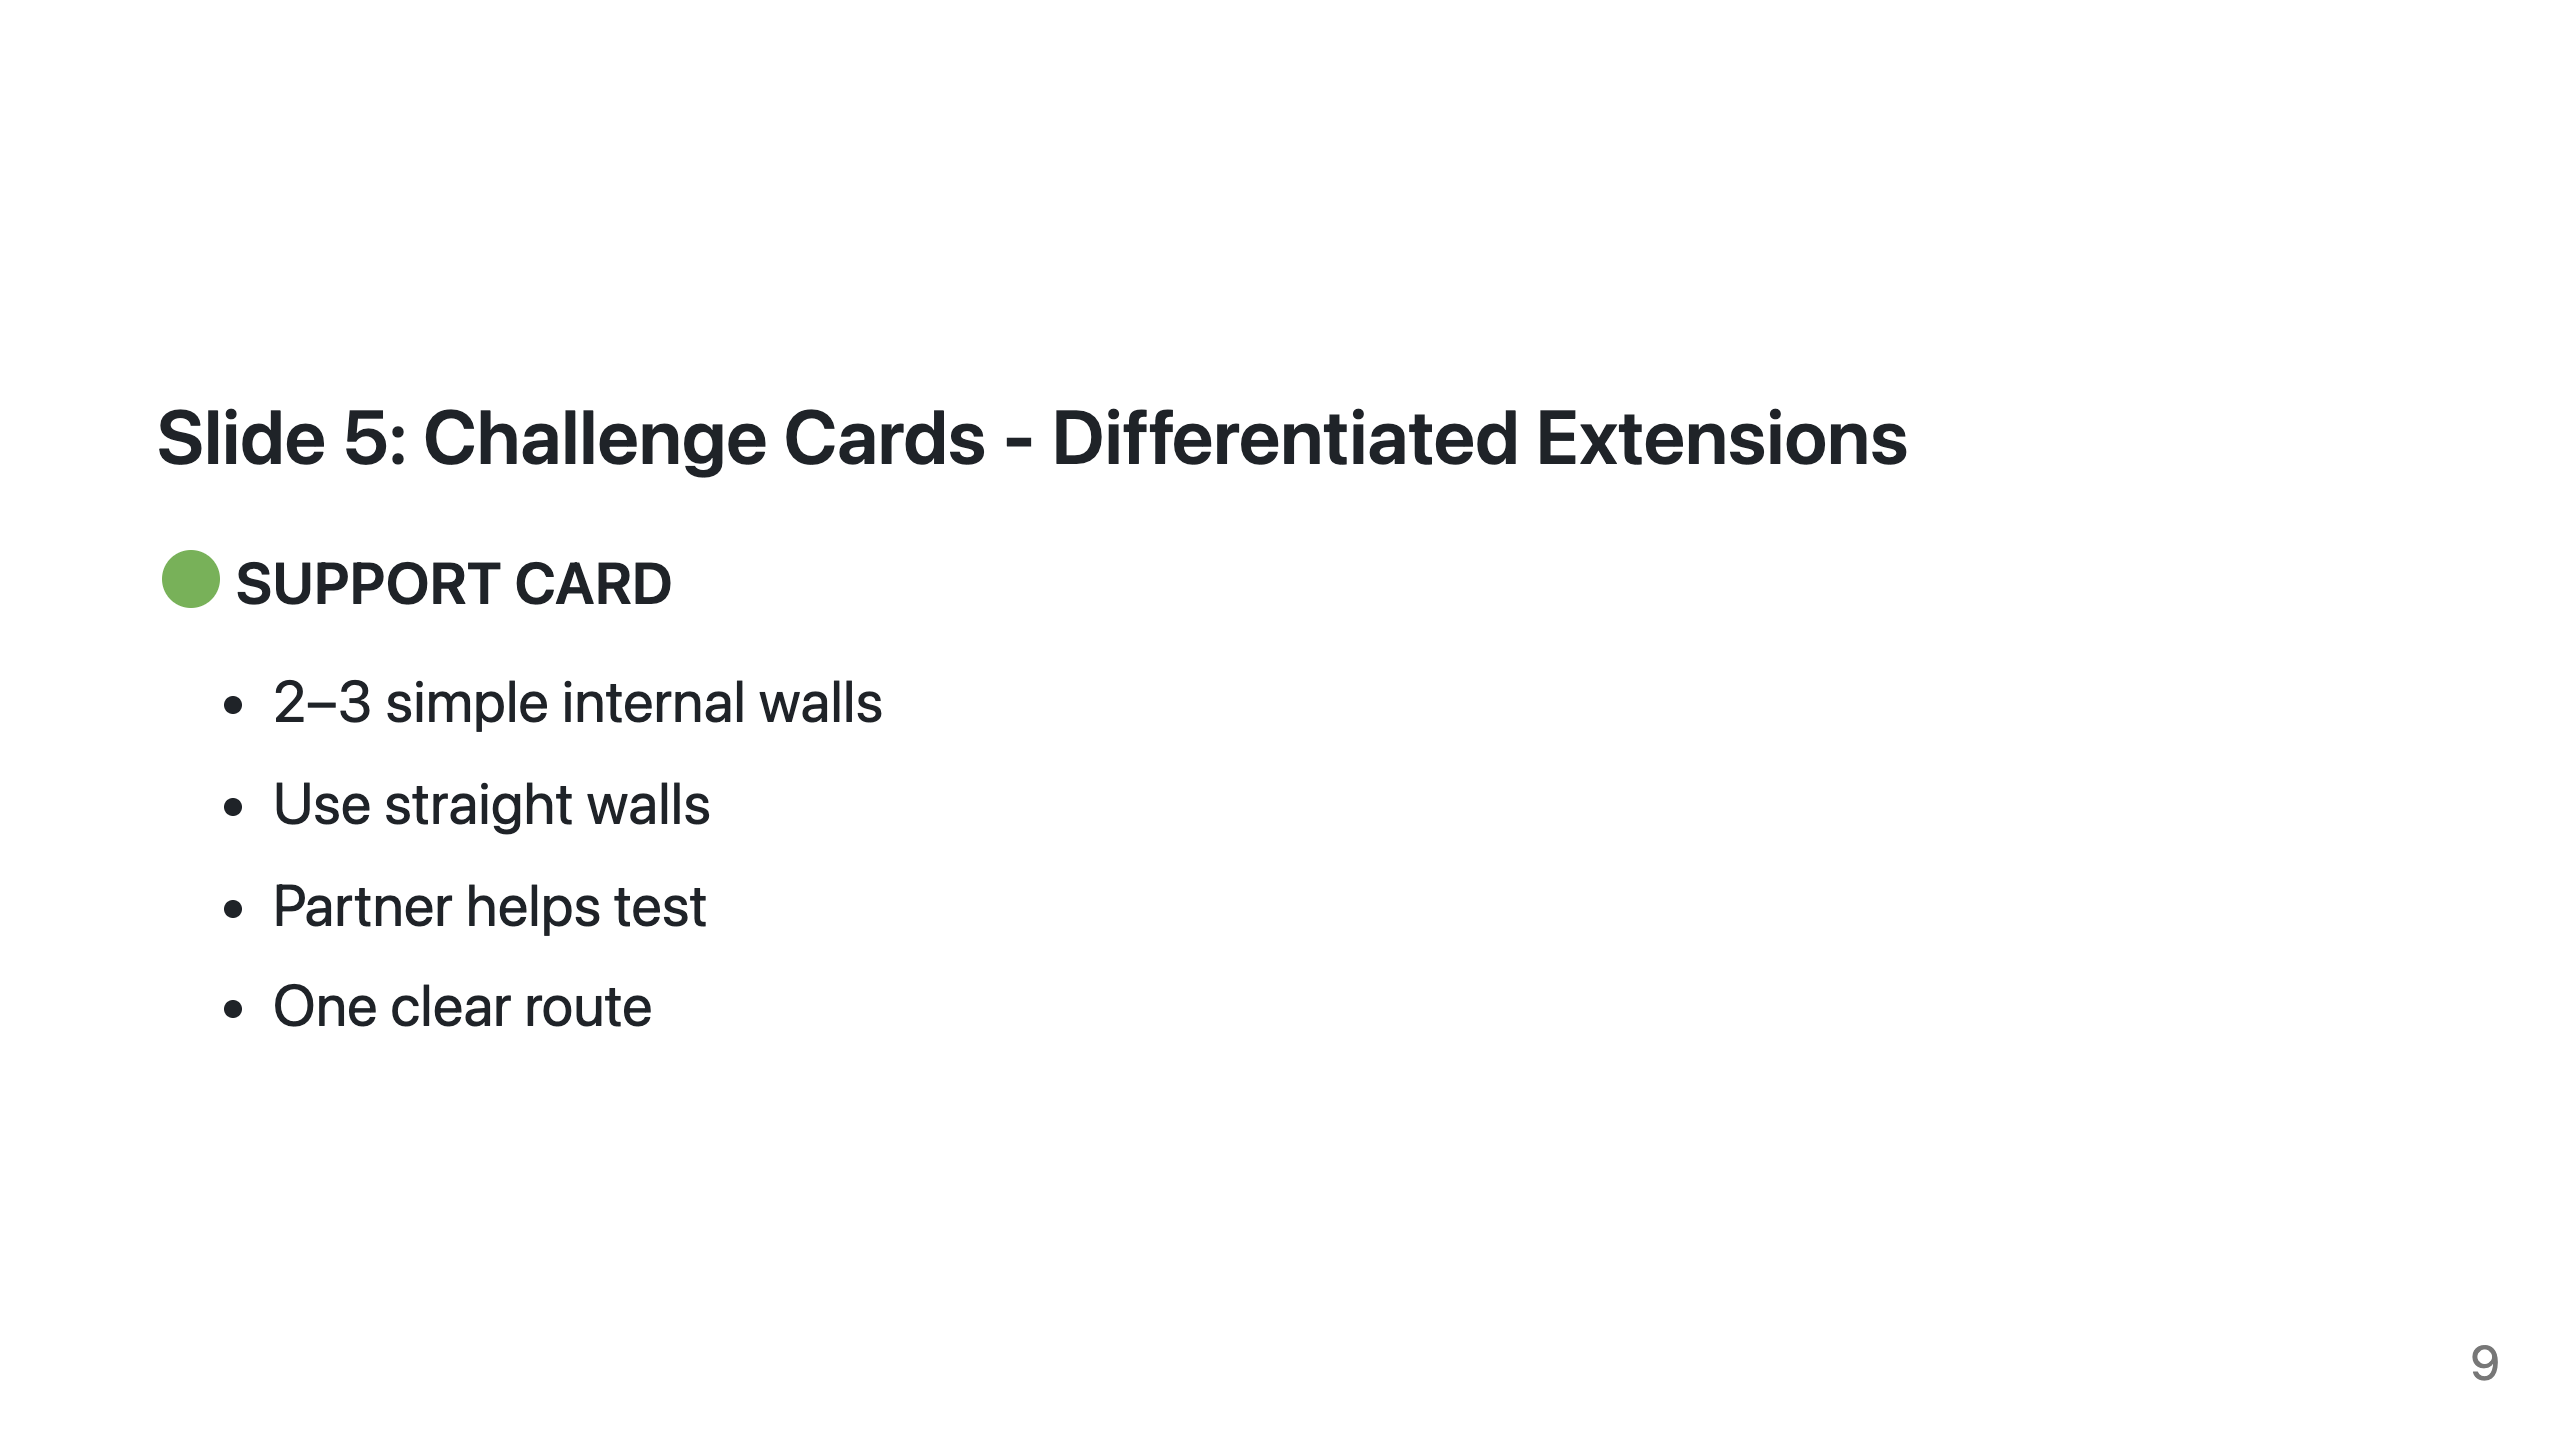 Slide 5: Challenge Cards - Differentiated Extensions
🟢 SUPPORT CARD
• 2–3 simple internal walls
• Use straight walls
• Partner helps test
• One clear route
9